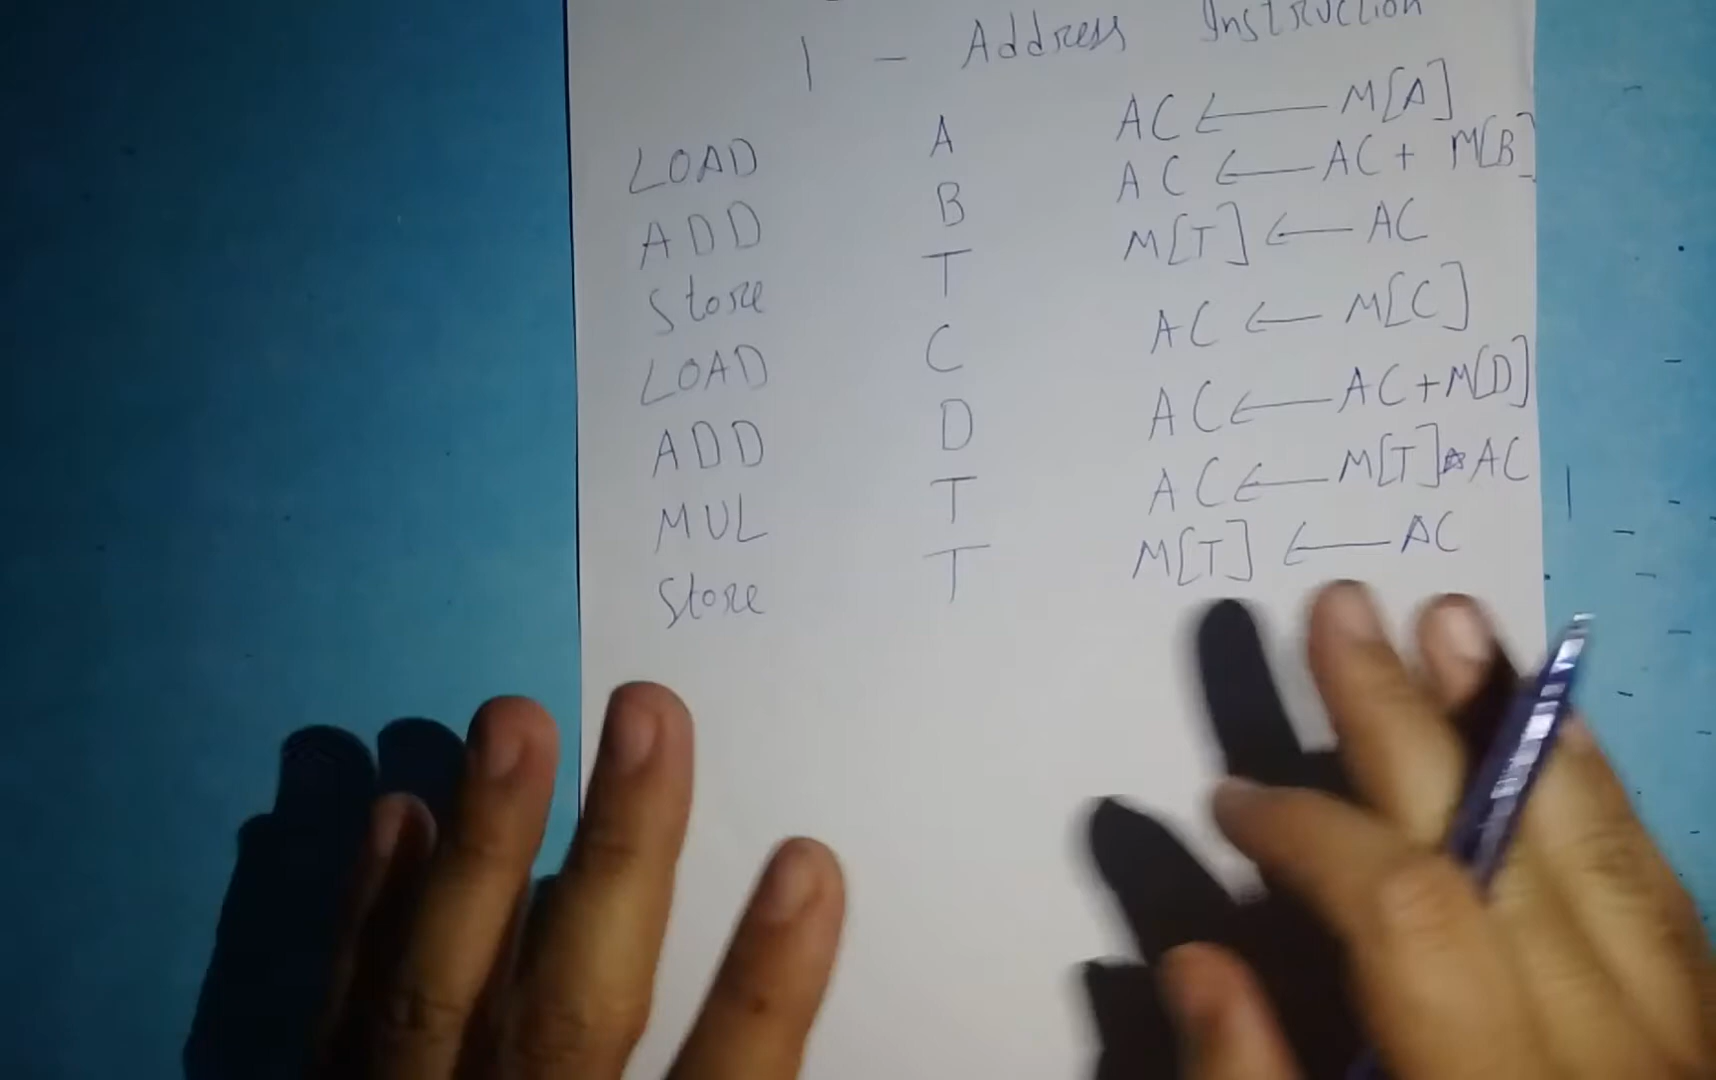 1 - Address Instruction
LOAD A AC ← M[A]
ADD B AC ← AC + M[B]
Store T M[T] ← AC
LOAD C AC ← M[C]
ADD D AC ← AC + M[D]
MUL T AC ← M[T] * AC
Store T M[T] ← AC